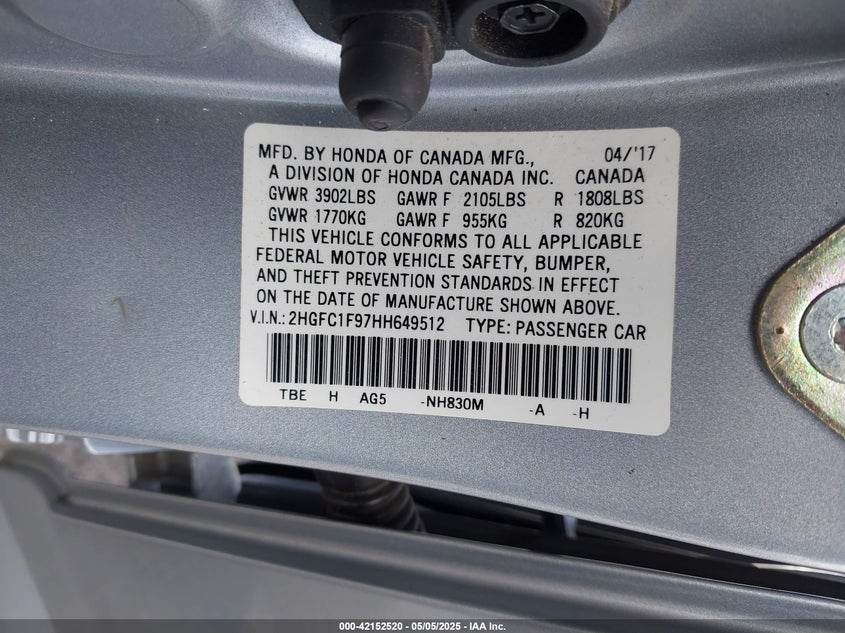 MFD. BY HONDA OF CANADA MFG., 04/'17
A DIVISION OF HONDA CANADA INC. CANADA
GVWR 3902LBS GAWR F 2105LBS R 1808LBS
GVWR 1770KG GAWR F 955KG R 820KG
THIS VEHICLE CONFORMS TO ALL APPLICABLE
FEDERAL MOTOR VEHICLE SAFETY, BUMPER,
AND THEFT PREVENTION STANDARDS IN EFFECT
ON THE DATE OF MANUFACTURE SHOWN ABOVE.
V.I.N.: 2HGFC1F97HH649512 TYPE: PASSENGER CAR
TBE H AG5 -NH830M -A -H
000-42152520 - 05/05/2025 - IAA Inc.